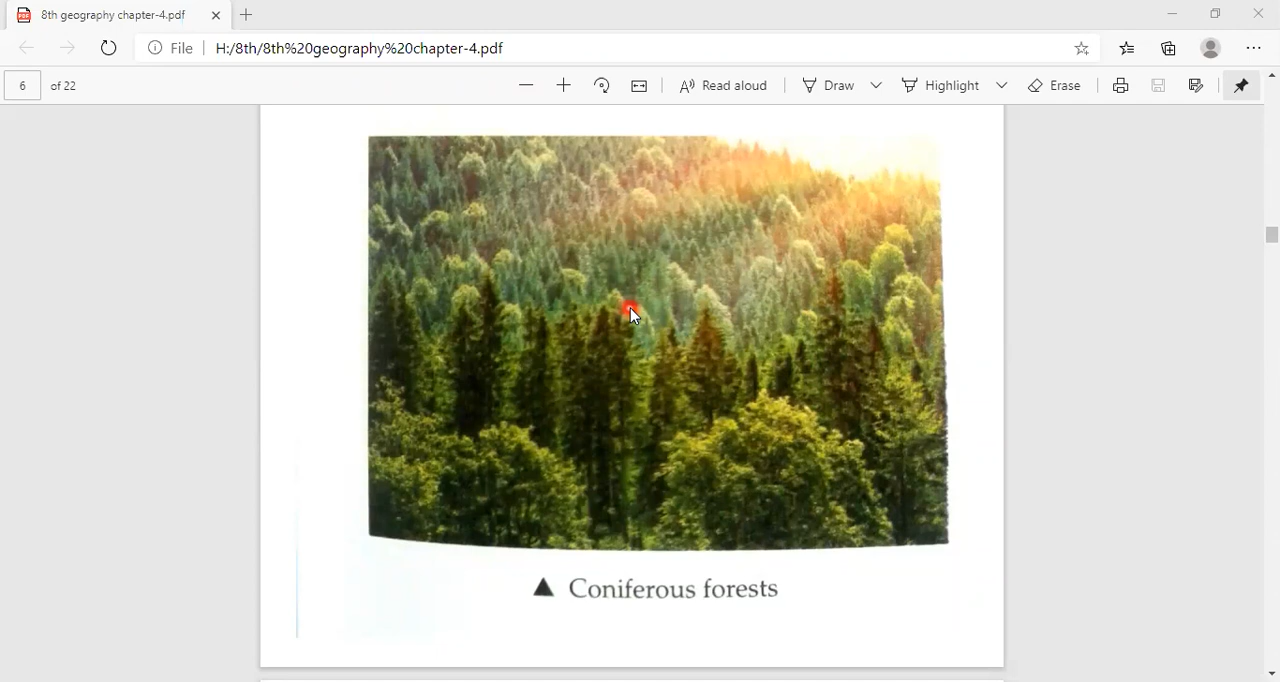 8th geography chapter-4.pdf
File
H:/8th/8th%20geography%20chapter-4.pdf
6 of 22
Read aloud
Draw
Highlight
Erase
▲ Coniferous forests